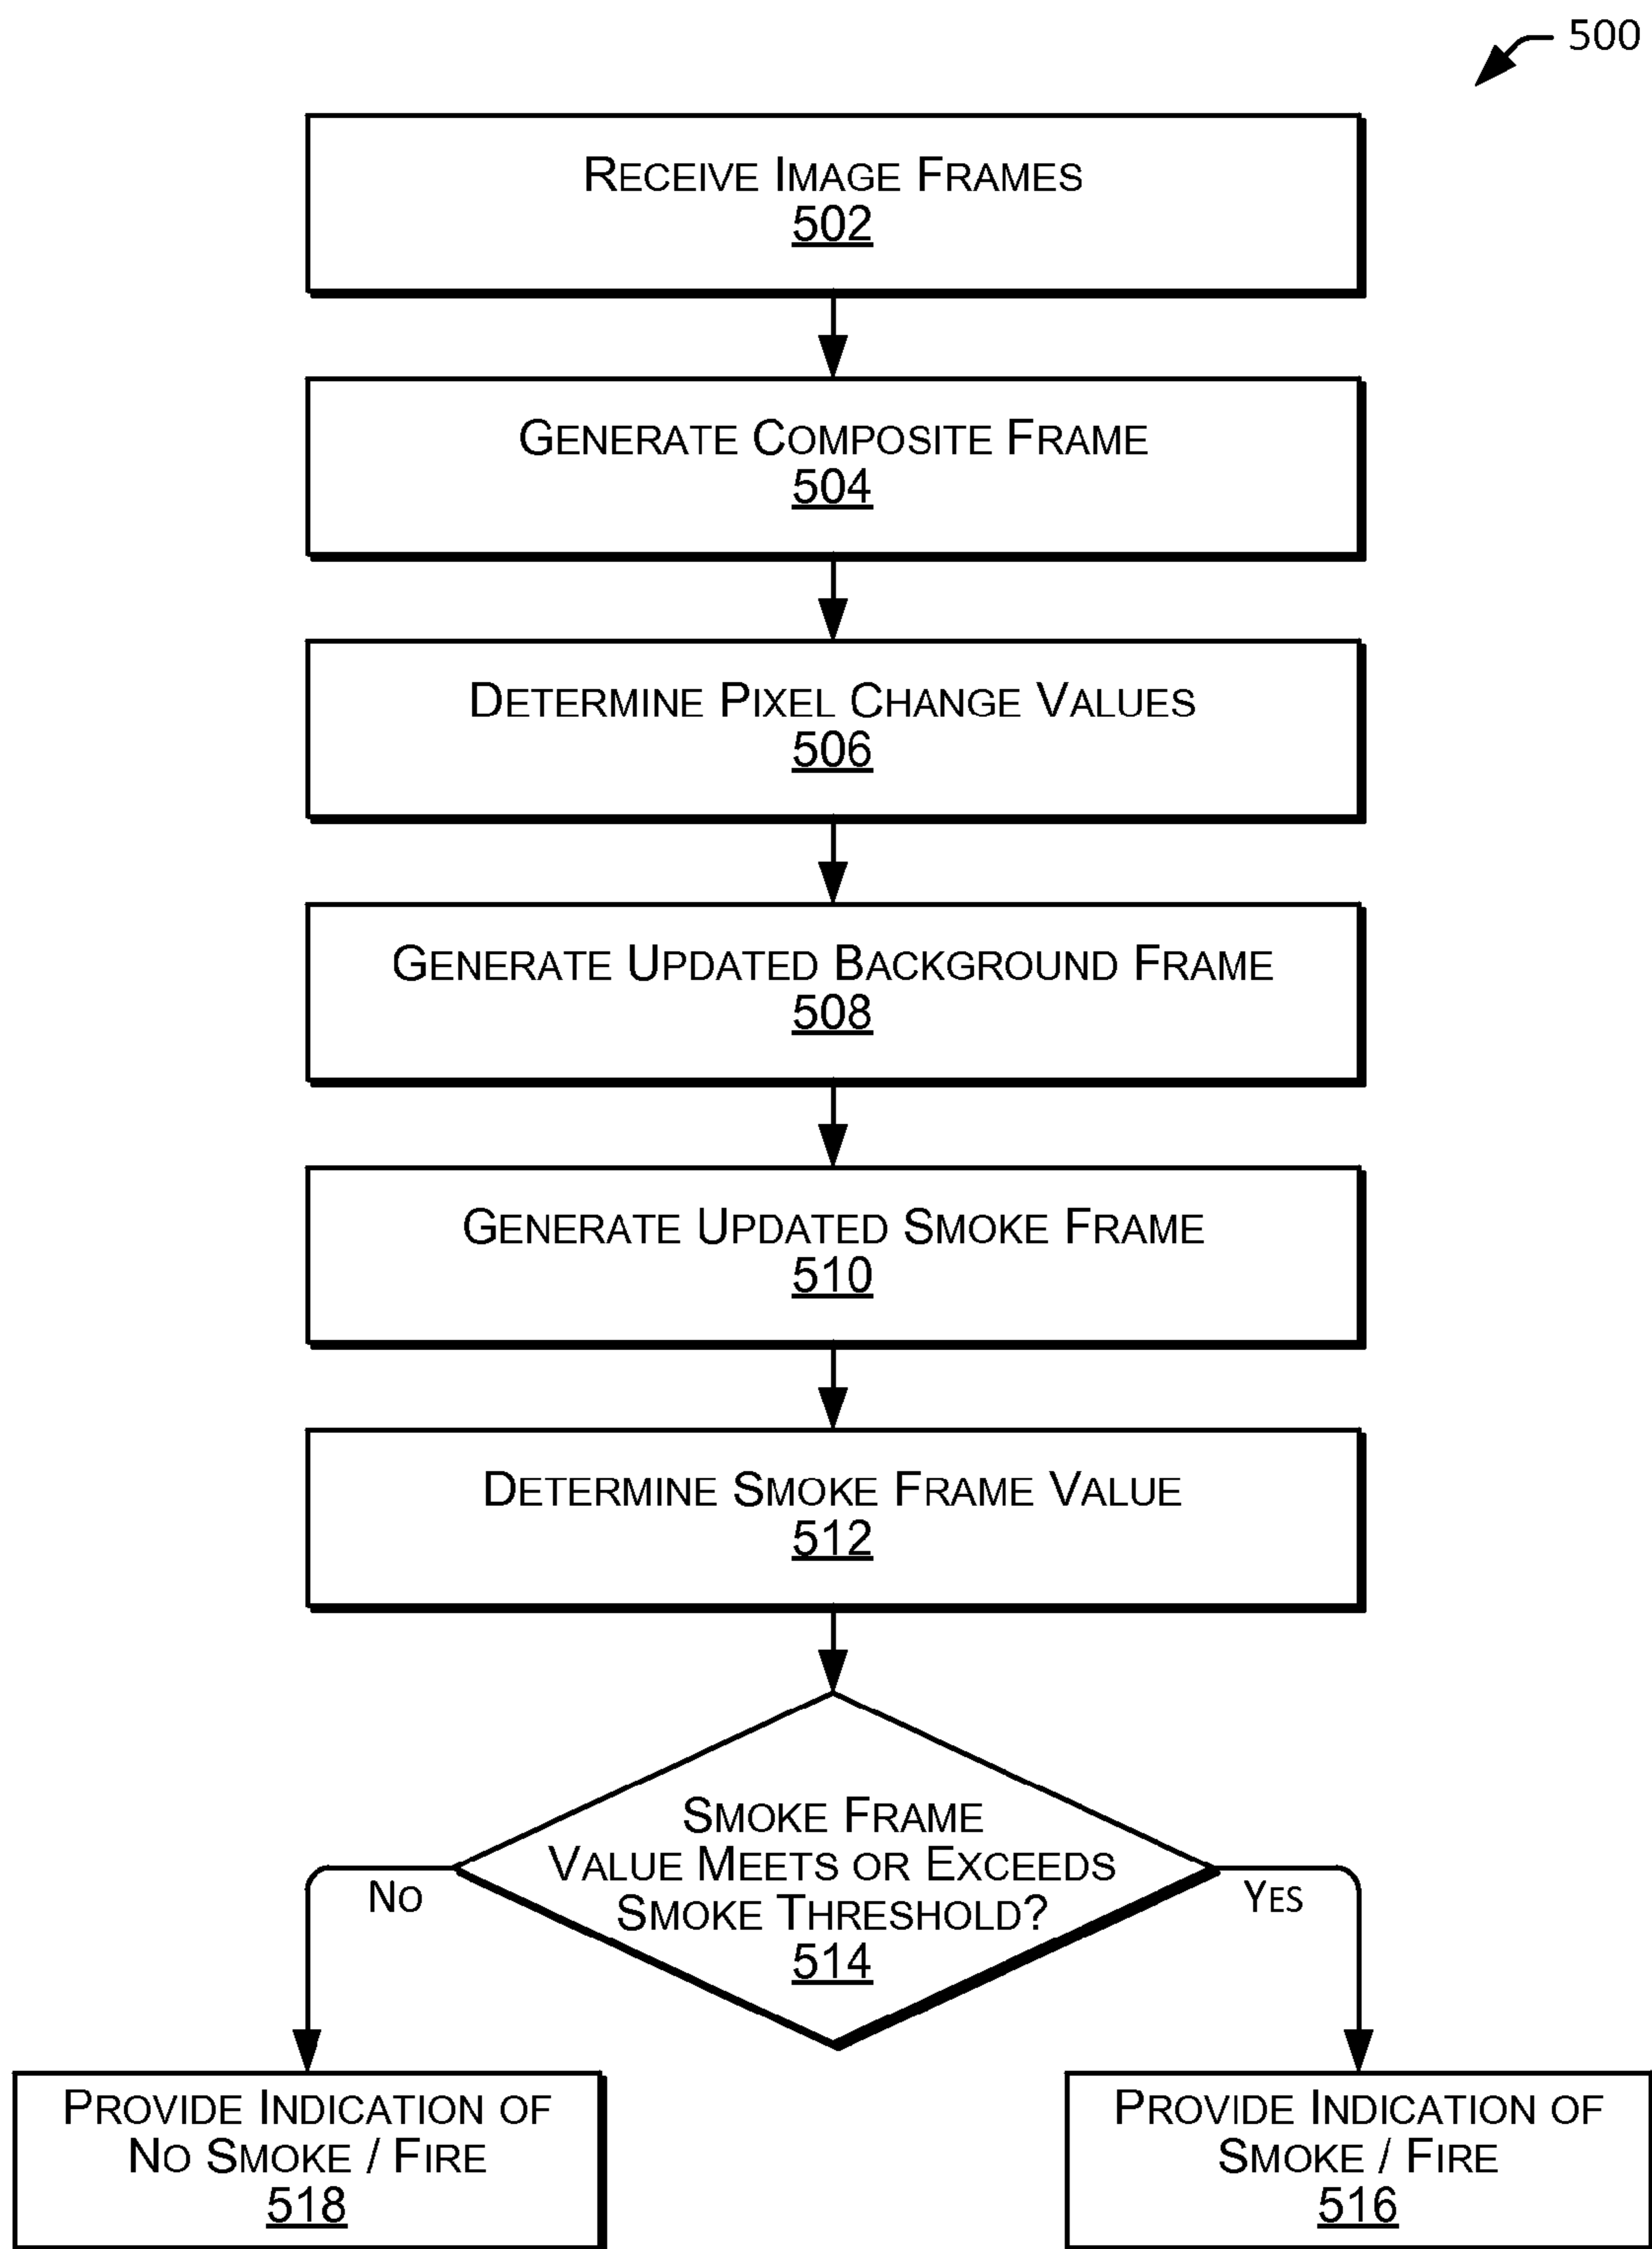 500
RECEIVE IMAGE FRAMES
502
GENERATE COMPOSITE FRAME
504
DETERMINE PIXEL CHANGE VALUES
506
GENERATE UPDATED BACKGROUND FRAME
508
GENERATE UPDATED SMOKE FRAME
510
DETERMINE SMOKE FRAME VALUE
512
SMOKE FRAME
VALUE MEETS OR EXCEEDS
SMOKE THRESHOLD?
514
NO
YES
PROVIDE INDICATION OF
NO SMOKE / FIRE
518
PROVIDE INDICATION OF
SMOKE / FIRE
516